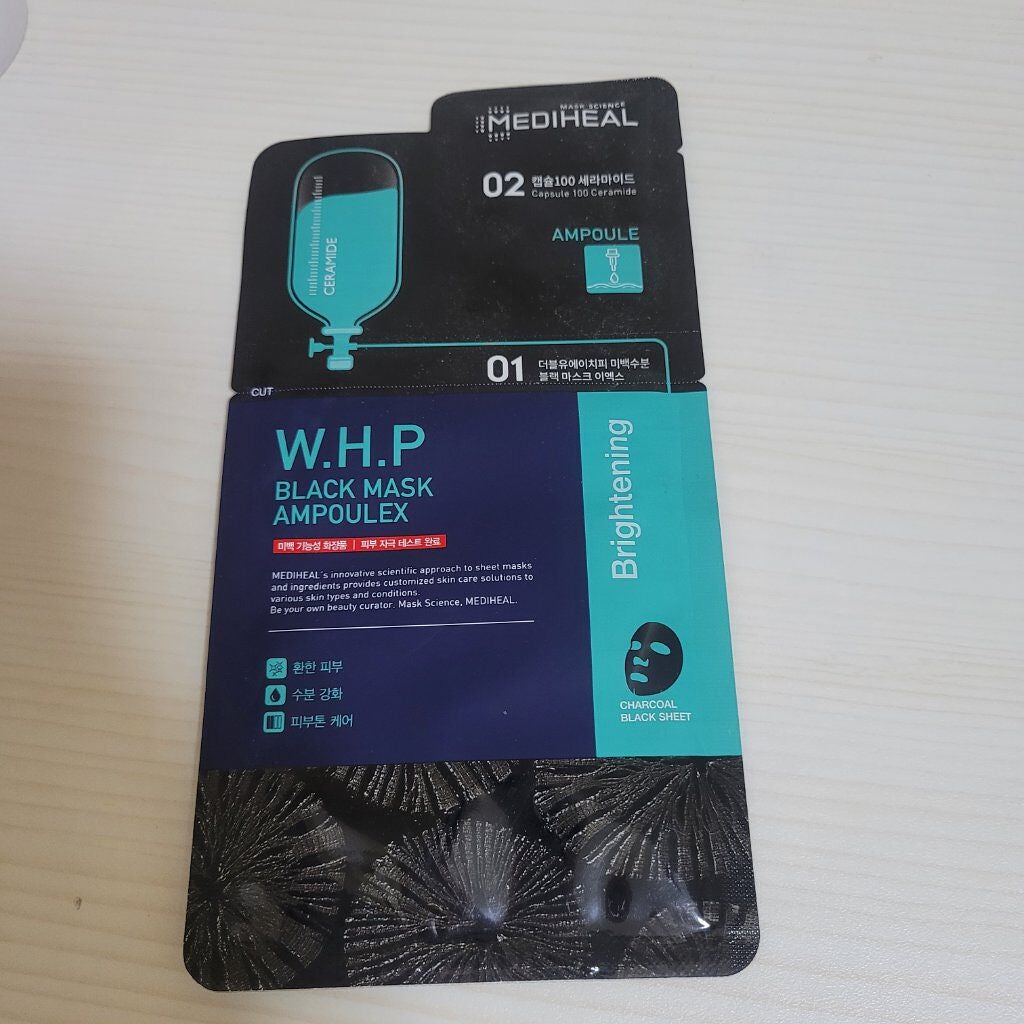 MASK SCIENCE
MEDIHEAL
02 캡슐100 세라마이드
Capsule 100 Ceramide
AMPOULE
CERAMIDE
01 더블유에이치피 미백수분
블랙 마스크 이엑스
CUT
W.H.P
BLACK MASK
AMPOULEX
미백 기능성 화장품 | 피부 자극 테스트 완료
MEDIHEAL's innovative scientific approach to sheet masks
and ingredients provides customized skin care solutions to
various skin types and conditions.
Be your own beauty curator. Mask Science, MEDIHEAL.
환한 피부
수분 강화
피부톤 케어
Brightening
CHARCOAL
BLACK SHEET